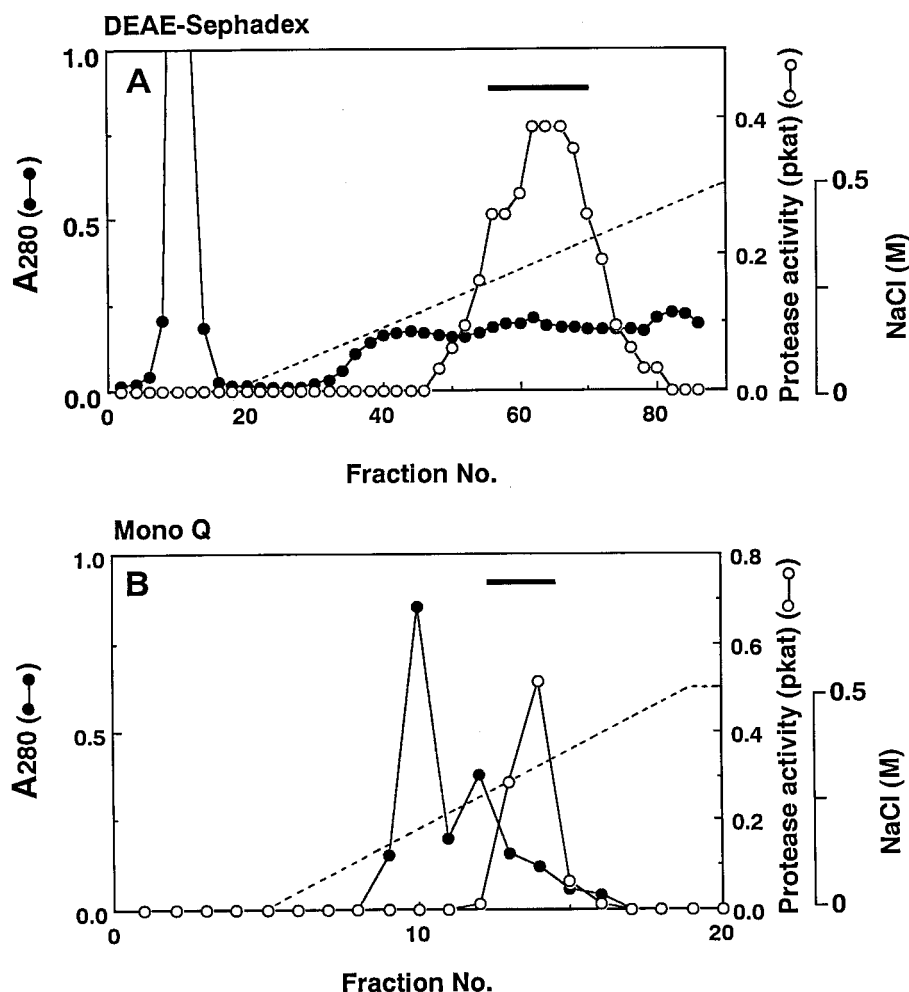 DEAE-Sephadex
A
1.0
0.5
0.0
A280 (●—●)
0 20 40 60 80
Fraction No.
0.4
0.2
0.0
Protease activity (pkat) (○—○)
0.5
0
NaCl (M)
Mono Q
B
1.0
0.5
0.0
A280 (●—●)
0 10 20
Fraction No.
0.8
0.6
0.4
0.2
0.0
Protease activity (pkat) (○—○)
0.5
0
NaCl (M)